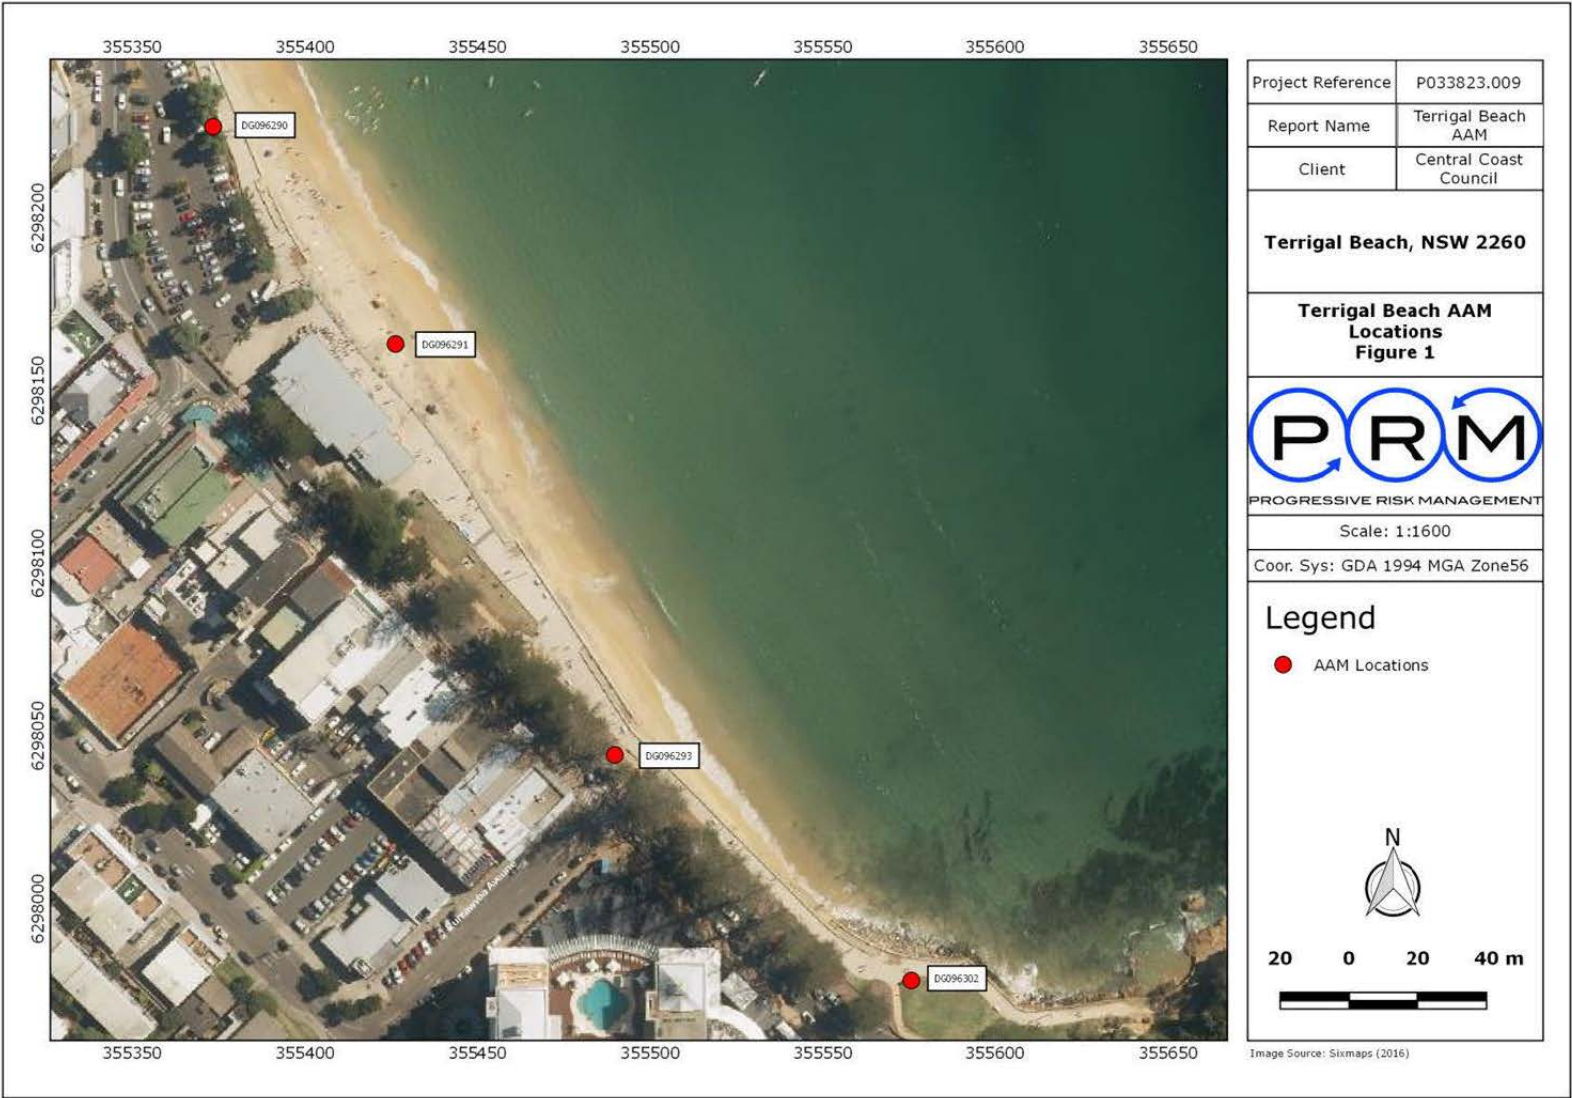 355350 355400 355450 355500 355550 355600 355650
6298200
6298150
6298100
6298050
6298000
DG096290
DG096291
DG096293
DG096302
355350 355400 355450 355500 355550 355600 355650
Project Reference P033823.009
Report Name Terrigal Beach
AAM
Client Central Coast
Council
Terrigal Beach, NSW 2260
Terrigal Beach AAM
Locations
Figure 1
PRM
PROGRESSIVE RISK MANAGEMENT
Scale: 1:1600
Coor. Sys: GDA 1994 MGA Zone56
Legend
AAM Locations
N
20 0 20 40 m
Image Source: Sixmaps (2016)